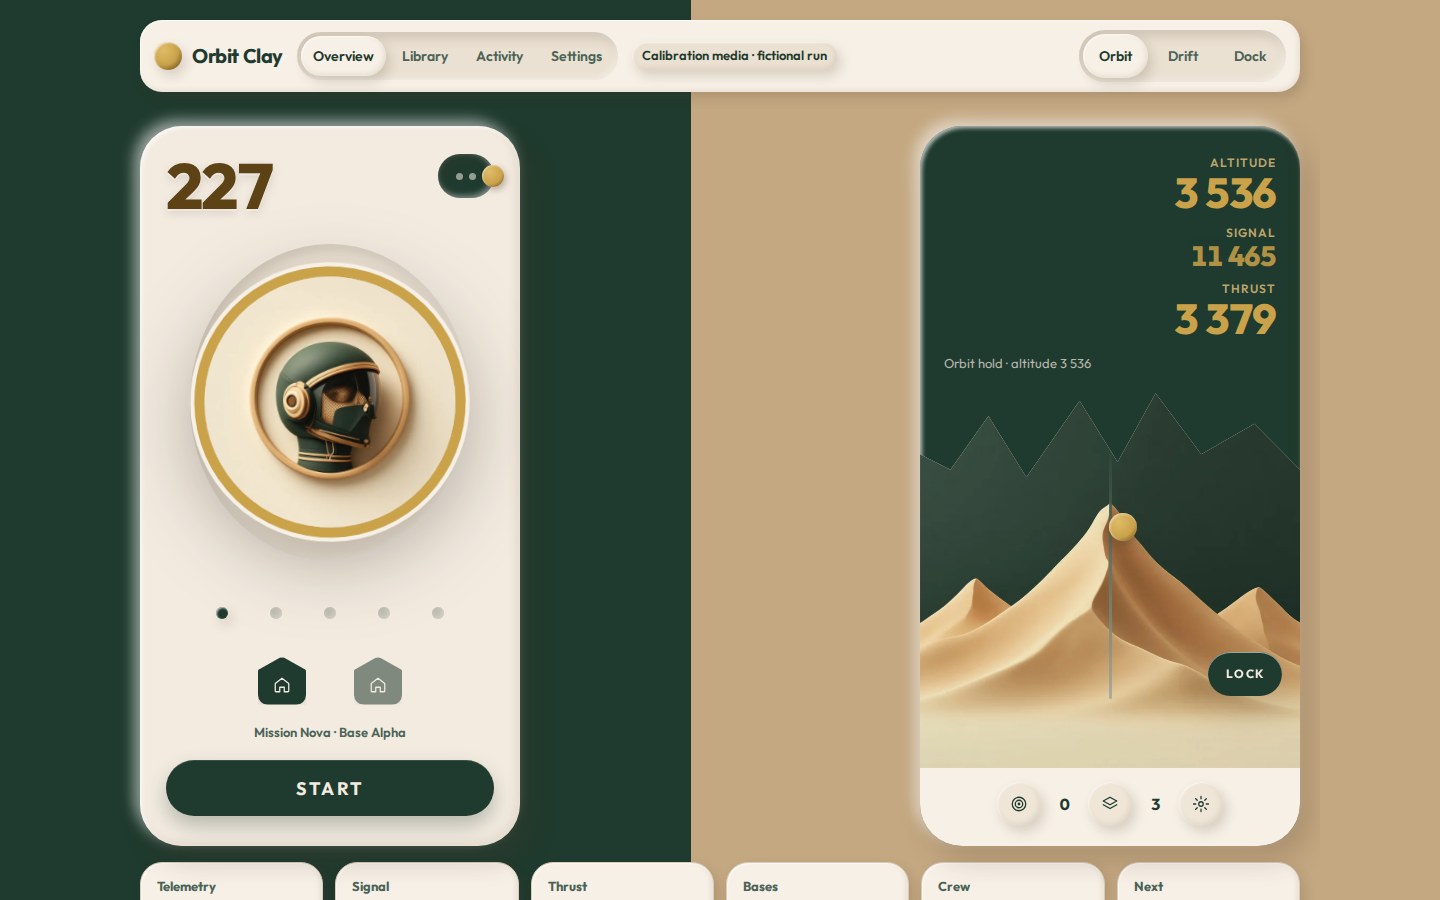 Orbit Clay
Overview
Library
Activity
Settings
Calibration media · fictional run
Orbit
Drift
Dock
227
Mission Nova · Base Alpha
START
ALTITUDE
3 536
SIGNAL
11 465
THRUST
3 379
Orbit hold · altitude 3 536
LOCK
0
3
Telemetry
Signal
Thrust
Bases
Crew
Next